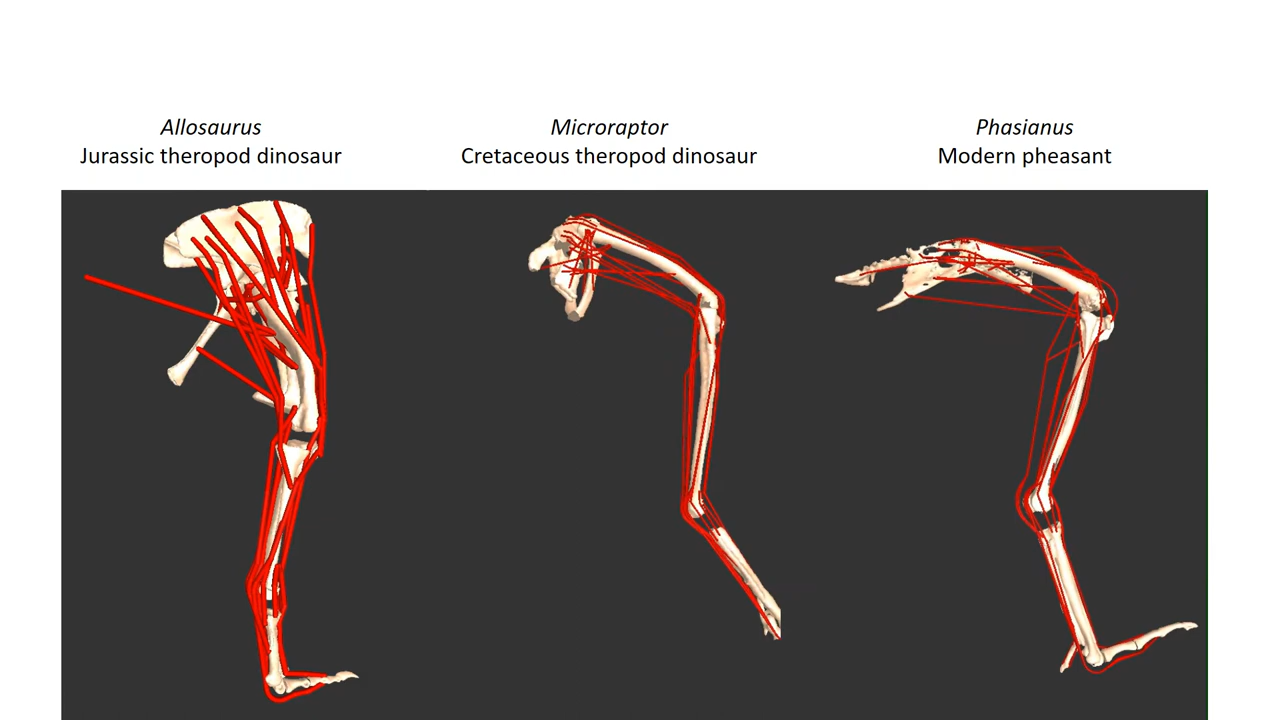 Allosaurus
Jurassic theropod dinosaur
Microraptor
Cretaceous theropod dinosaur
Phasianus
Modern pheasant